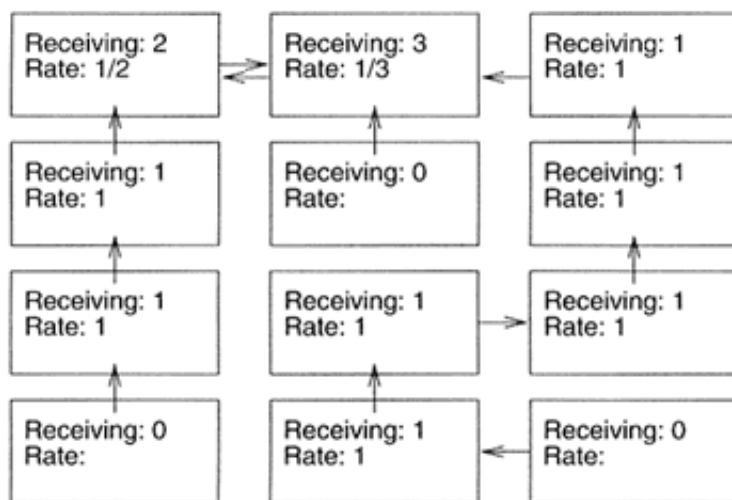 Receiving: 2
Rate: 1/2
Receiving: 3
Rate: 1/3
Receiving: 1
Rate: 1
Receiving: 1
Rate: 1
Receiving: 0
Rate:
Receiving: 1
Rate: 1
Receiving: 1
Rate: 1
Receiving: 1
Rate: 1
Receiving: 1
Rate: 1
Receiving: 0
Rate:
Receiving: 1
Rate: 1
Receiving: 0
Rate: